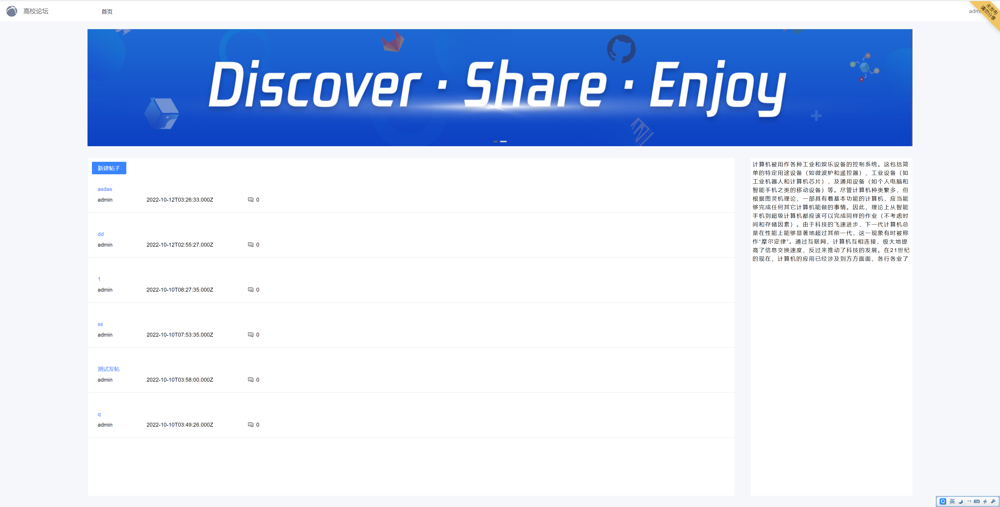 高校论坛
首页
admin
未发布
请勿分享
Discover · Share · Enjoy
新建帖子
asdas
admin 2022-10-12T03:26:33.000Z 0
dd
admin 2022-10-12T02:55:27.000Z 0
1
admin 2022-10-10T08:27:35.000Z 0
ss
admin 2022-10-10T07:53:35.000Z 0
测试发帖
admin 2022-10-10T03:58:00.000Z 0
q
admin 2022-10-10T03:49:26.000Z 0
计算机被用作各种工业和娱乐设备的控制系统。这包括简
单的特定用途设备（如微波炉和遥控器）、工业设备（如
工业机器人和计算机芯片），及通用设备（如个人电脑和
智能手机之类的移动设备）等。尽管计算机种类繁多，但
根据图灵机理论，一部具有着基本功能的计算机，应当能
够完成任何其它计算机能做的事情。因此，理论上从智能
手机到超级计算机都应该可以完成同样的作业（不考虑时
间和存储因素）。由于科技的飞速进步，下一代计算机总
是在性能上能够显著地超过其前一代，这一现象有时被称
作“摩尔定律”。通过互联网，计算机互相连接，极大地提
高了信息交换速度，反过来推动了科技的发展。在21世纪
的现在，计算机的应用已经涉及到方方面面，各行各业了
英